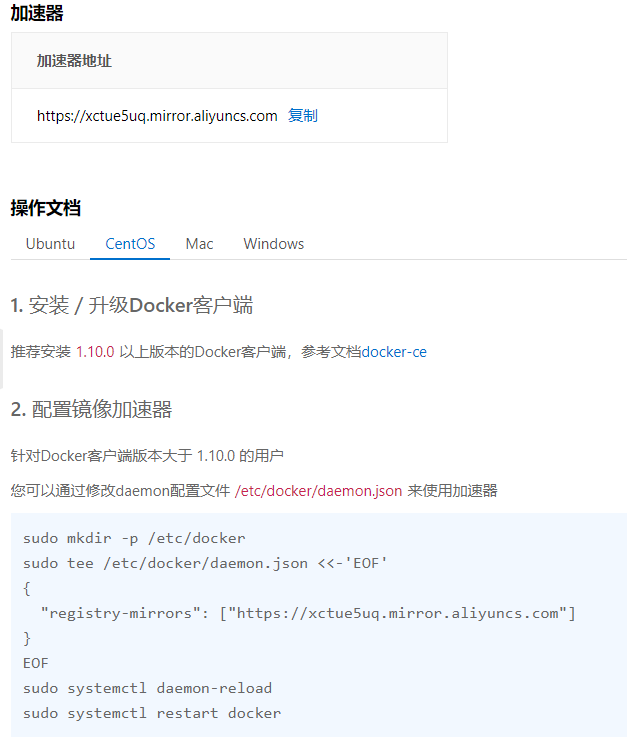 加速器
加速器地址
https://xctue5uq.mirror.aliyuncs.com 复制
操作文档
Ubuntu CentOS Mac Windows
1. 安装 / 升级Docker客户端
推荐安装 1.10.0 以上版本的Docker客户端，参考文档docker-ce
2. 配置镜像加速器
针对Docker客户端版本大于 1.10.0 的用户
您可以通过修改daemon配置文件 /etc/docker/daemon.json 来使用加速器
sudo mkdir -p /etc/docker
sudo tee /etc/docker/daemon.json <<-'EOF'
{
  "registry-mirrors": ["https://xctue5uq.mirror.aliyuncs.com"]
}
EOF
sudo systemctl daemon-reload
sudo systemctl restart docker